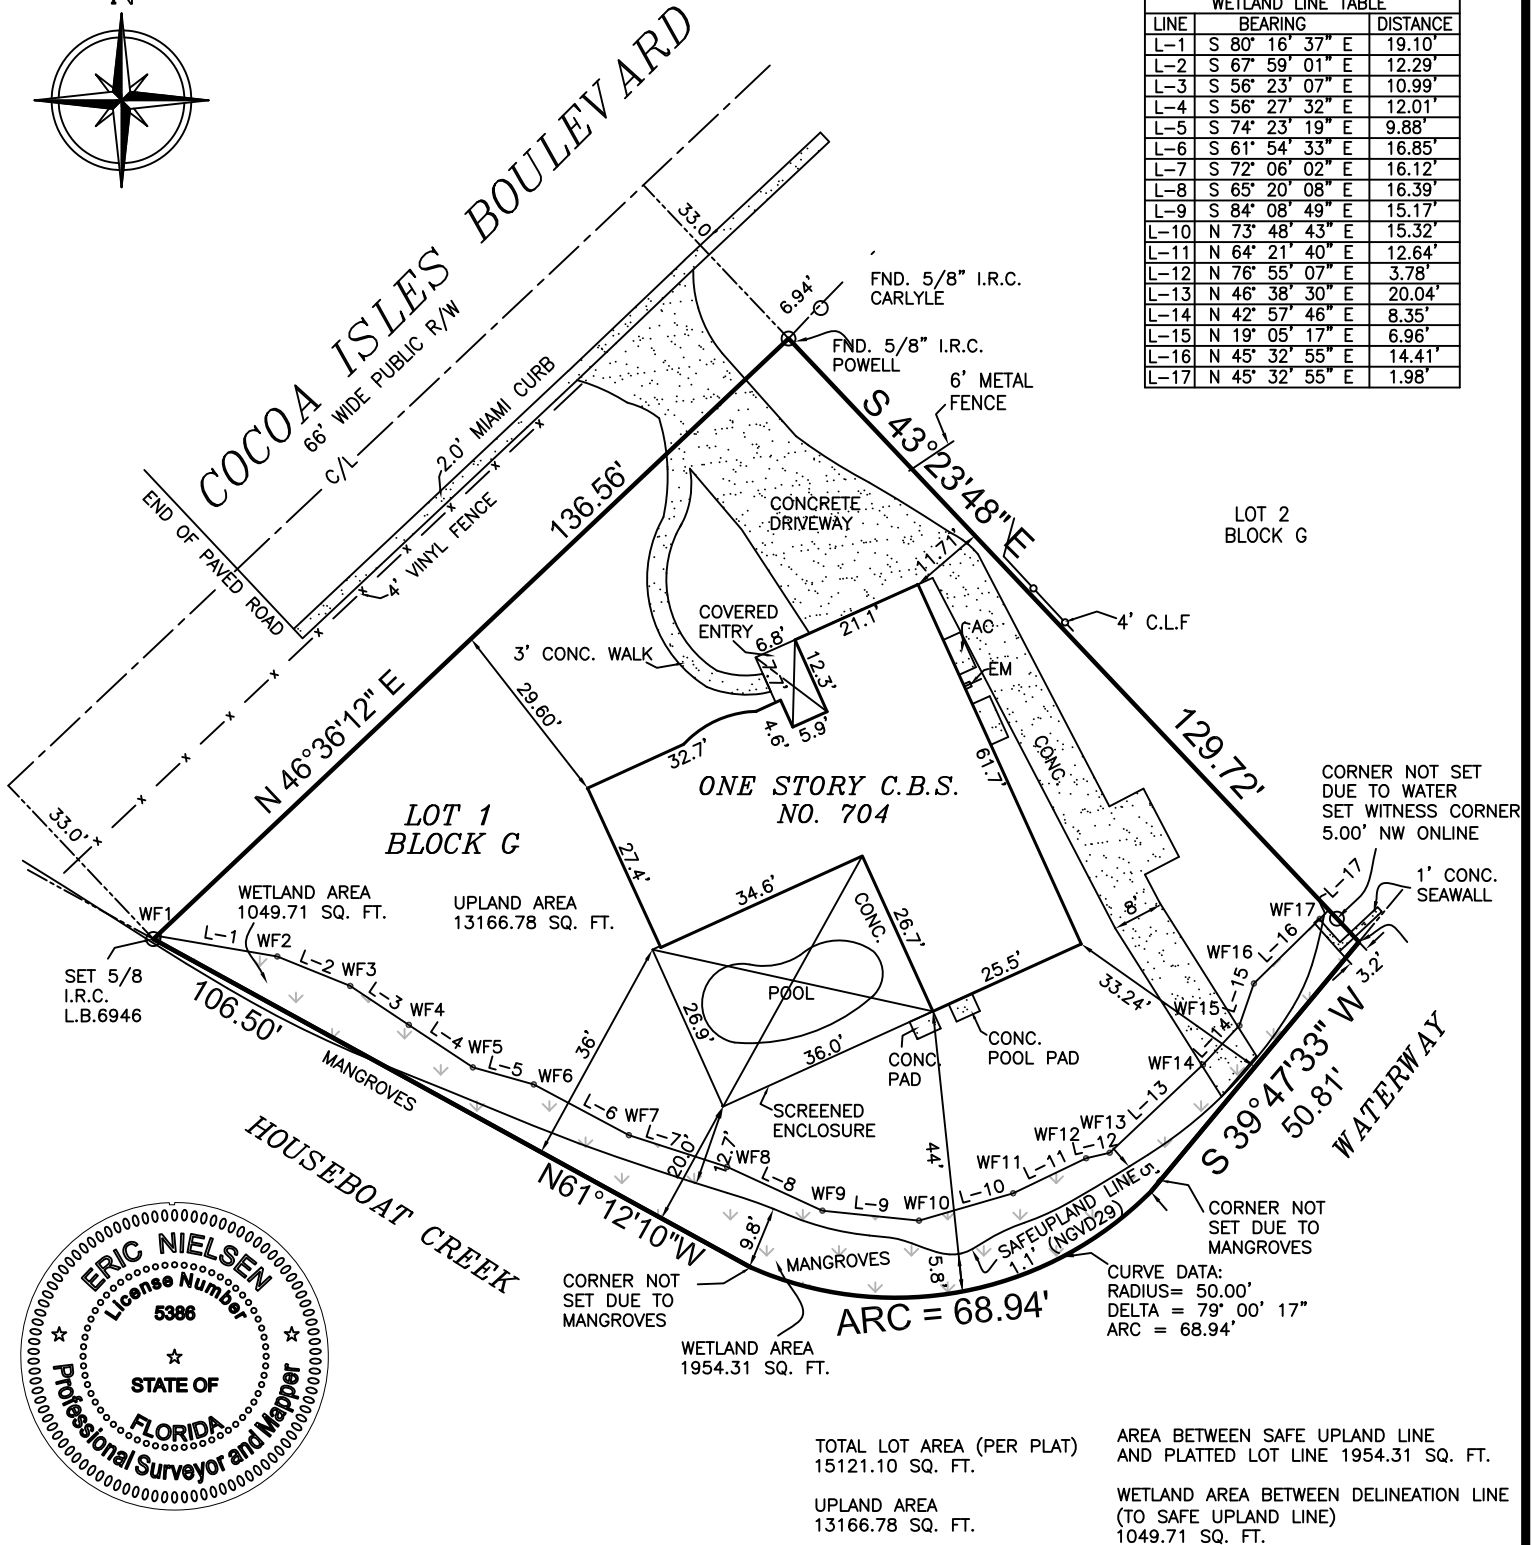 N
WETLAND LINE TABLE
LINE BEARING DISTANCE
L-1 S 80° 16' 37" E 19.10'
L-2 S 67° 59' 01" E 12.29'
L-3 S 56° 23' 07" E 10.99'
L-4 S 56° 27' 32" E 12.01'
L-5 S 74° 23' 19" E 9.88'
L-6 S 61° 54' 33" E 16.85'
L-7 S 72° 06' 02" E 16.12'
L-8 S 65° 20' 08" E 16.39'
L-9 S 84° 08' 49" E 15.17'
L-10 N 73° 48' 43" E 15.32'
L-11 N 64° 21' 40" E 12.64'
L-12 N 76° 55' 07" E 3.78'
L-13 N 46° 38' 30" E 20.04'
L-14 N 42° 57' 46" E 8.35'
L-15 N 19° 05' 17" E 6.96'
L-16 N 45° 32' 55" E 14.41'
L-17 N 45° 32' 55" E 1.98'
COCOA ISLES BOULEVARD
66' WIDE PUBLIC R/W
C/L
2.0' MIAMI CURB
4' VINYL FENCE
END OF PAVED ROAD
33.0
6.94'
FND. 5/8" I.R.C.
CARLYLE
FND. 5/8" I.R.C.
POWELL
6' METAL
FENCE
S 43°23'48" E
129.72'
LOT 2
BLOCK G
136.56'
N 46°36'12" E
CONCRETE
DRIVEWAY
11.71'
4' C.L.F
COVERED
ENTRY
6.8'
7.7'
12.3'
21.1'
4.6'
5.9'
AC
EM
3' CONC. WALK
29.60'
32.7'
61.7'
CONC.
ONE STORY C.B.S.
NO. 704
LOT 1
BLOCK G
33.0'
27.4'
34.6'
CONC.
26.7'
25.5'
POOL
26.9'
36.0'
36'
8'
33.24'
CORNER NOT SET
DUE TO WATER
SET WITNESS CORNER
5.00' NW ONLINE
1' CONC.
SEAWALL
3.2'
WETLAND AREA
1049.71 SQ. FT.
UPLAND AREA
13166.78 SQ. FT.
SET 5/8
I.R.C.
L.B.6946
WF1
L-1
WF2
L-2
WF3
L-3
WF4
L-4
WF5
L-5
WF6
L-6
WF7
L-7
WF8
L-8
WF9
L-9
WF10
L-10
WF11
L-11
WF12
L-12
WF13
L-13
WF14
L-14
WF15
L-15
WF16
L-16
WF17
L-17
106.50'
MANGROVES
N61°12'10"W
HOUSEBOAT CREEK
CONC.
PAD
CONC.
POOL PAD
SCREENED
ENCLOSURE
20.0'
12.7'
44'
9.8'
5.8'
MANGROVES
SAFEUPLAND LINE
1.1' (NGVD29)
5'
S 39°47'33" W
50.81'
WATERWAY
CORNER NOT
SET DUE TO
MANGROVES
CORNER NOT
SET DUE TO
MANGROVES
ARC = 68.94'
CURVE DATA:
RADIUS= 50.00'
DELTA = 79° 00' 17"
ARC = 68.94'
WETLAND AREA
1954.31 SQ. FT.
ERIC NIELSEN
License Number
5386
STATE OF
FLORIDA
Professional Surveyor and Mapper
TOTAL LOT AREA (PER PLAT)
15121.10 SQ. FT.
UPLAND AREA
13166.78 SQ. FT.
AREA BETWEEN SAFE UPLAND LINE
AND PLATTED LOT LINE 1954.31 SQ. FT.
WETLAND AREA BETWEEN DELINEATION LINE
(TO SAFE UPLAND LINE)
1049.71 SQ. FT.